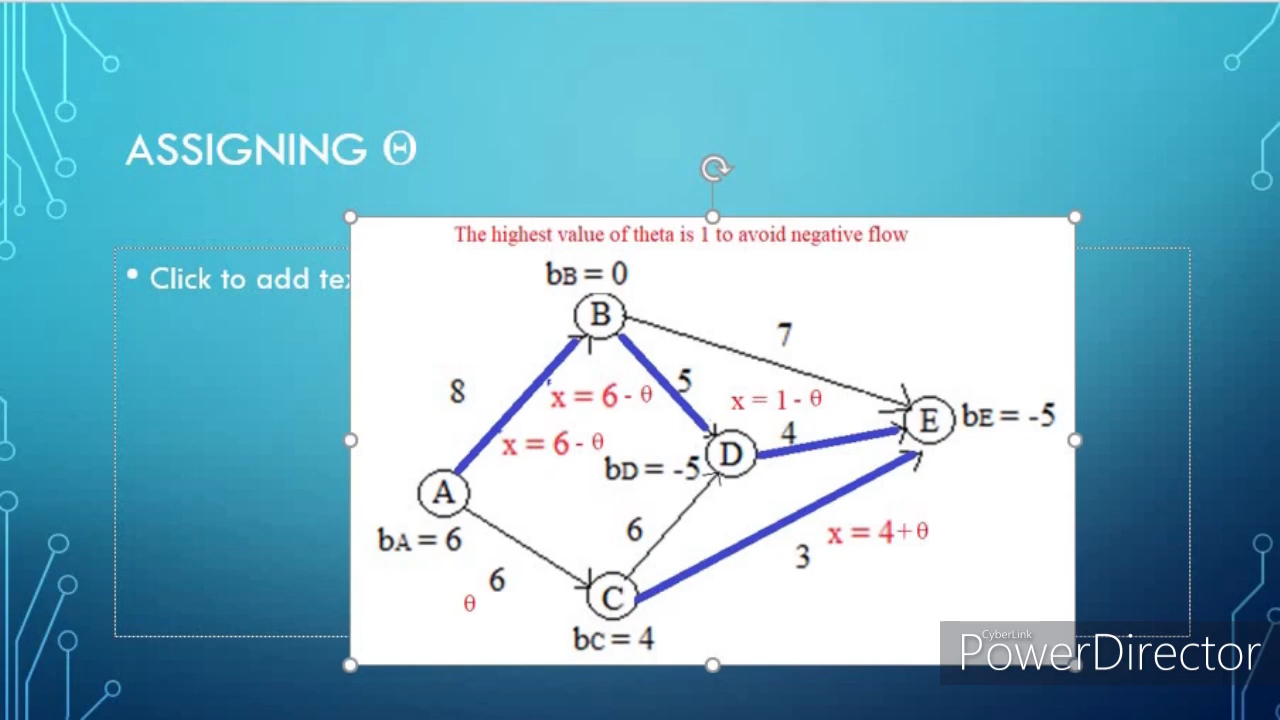 ASSIGNING Θ
• Click to add tex
The highest value of theta is 1 to avoid negative flow
bB = 0
B
7
8
5
x = 6 - θ
x = 1 - θ
E
bE = -5
4
x = 6 - θ
D
bD = -5
A
6
x = 4+θ
bA = 6
3
6
C
θ
bC = 4
CyberLink
PowerDirector